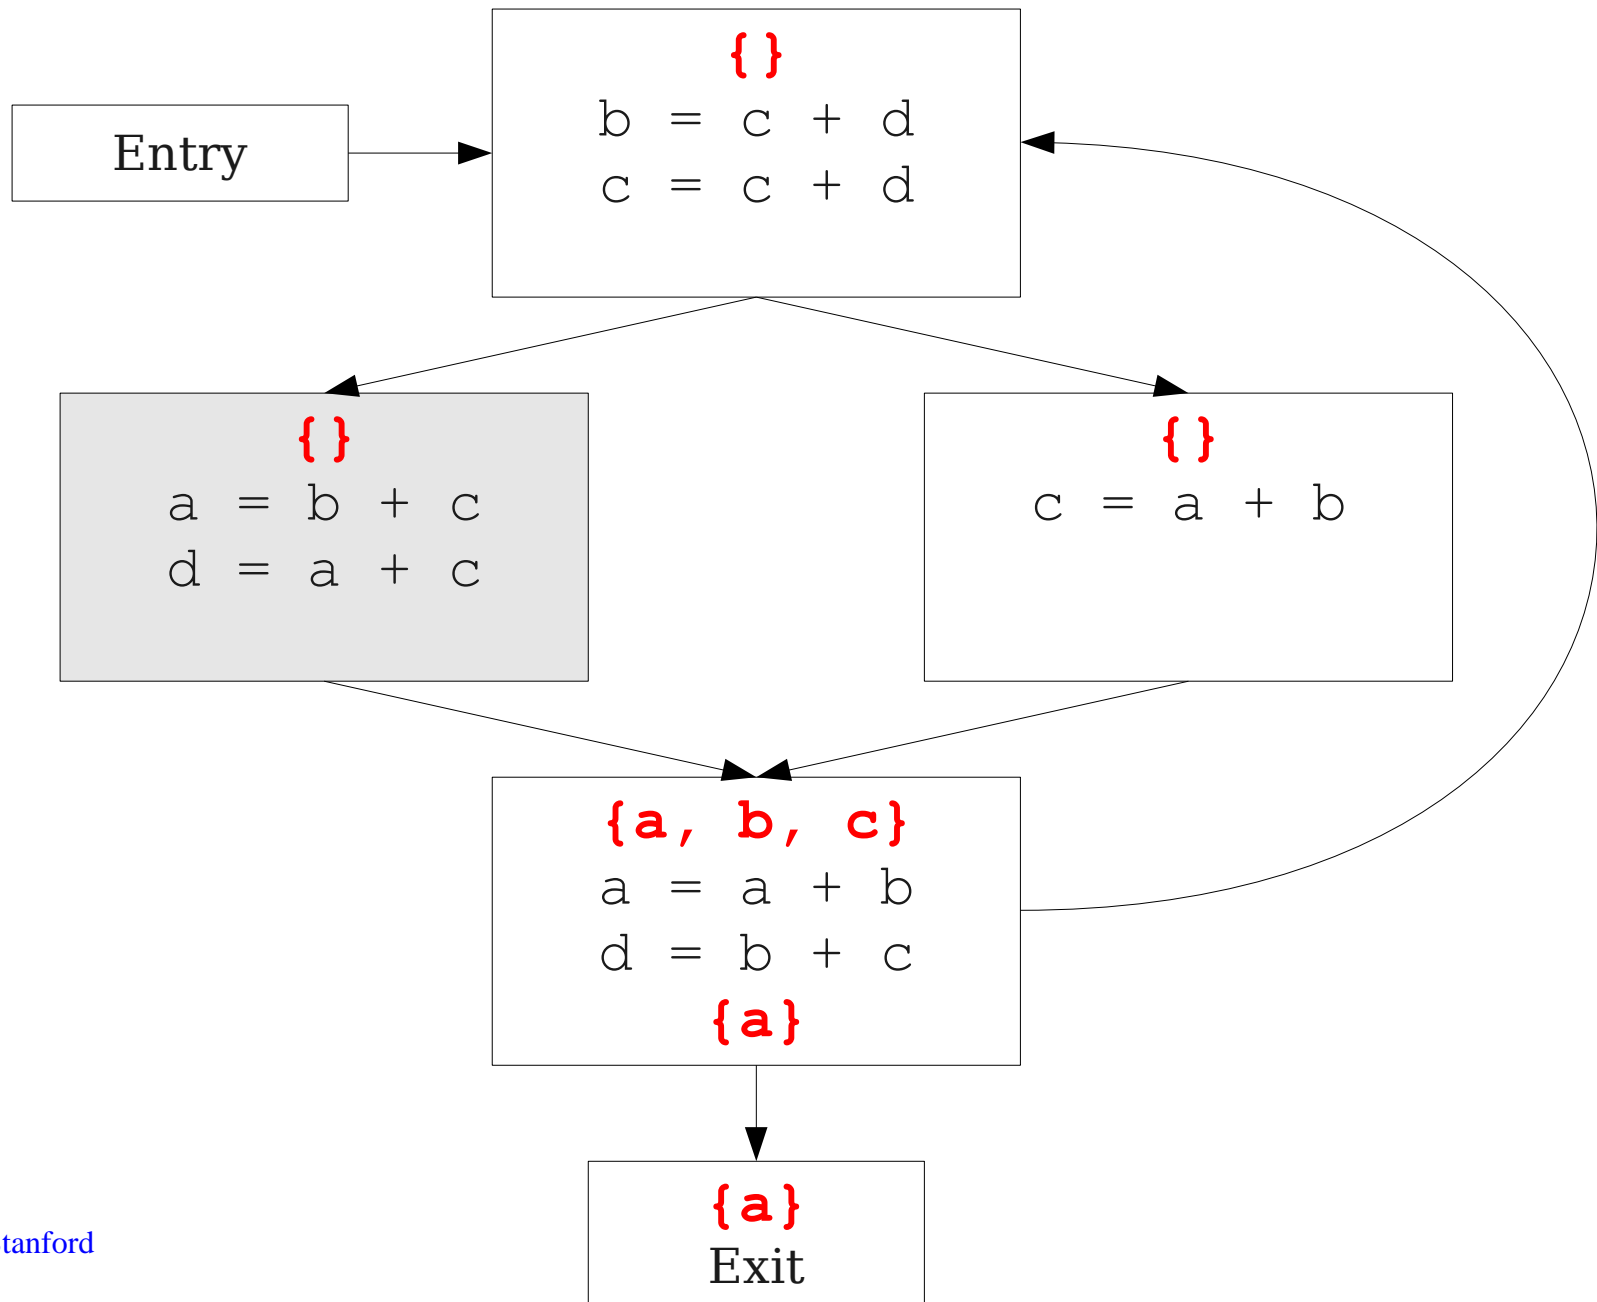 {}
b = c + d
c = c + d
Entry
{}
a = b + c
d = a + c
{}
c = a + b
{a, b, c}
a = a + b
d = b + c
{a}
{a}
Exit
tanford